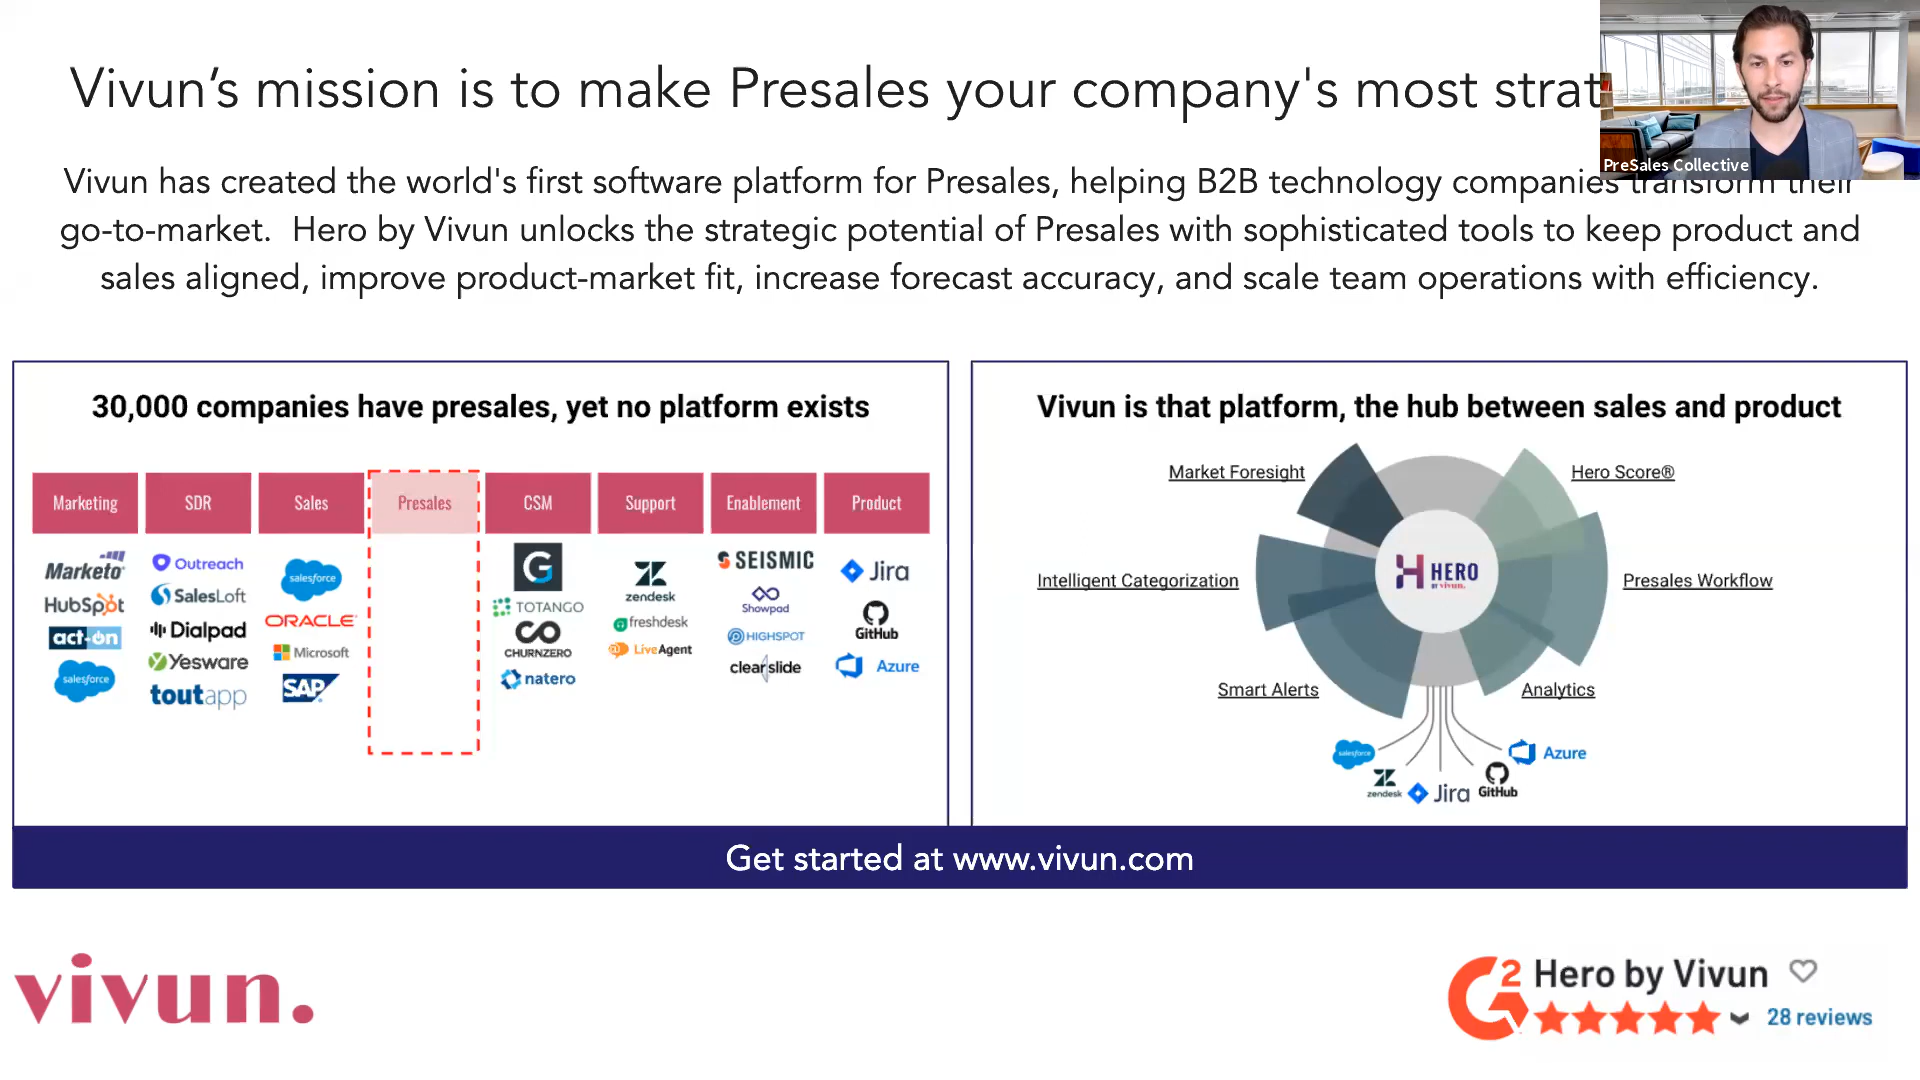 Vivun's mission is to make Presales your company's most strat
PreSales Collective
Vivun has created the world's first software platform for Presales, helping B2B technology companies transform their
go-to-market. Hero by Vivun unlocks the strategic potential of Presales with sophisticated tools to keep product and
sales aligned, improve product-market fit, increase forecast accuracy, and scale team operations with efficiency.
30,000 companies have presales, yet no platform exists
Marketing SDR Sales Presales CSM Support Enablement Product
Marketo
HubSpot
act-on
salesforce
Outreach
SalesLoft
Dialpad
Yesware
toutapp
salesforce
ORACLE
Microsoft
SAP
G
TOTANGO
CHURNZERO
natero
zendesk
freshdesk
LiveAgent
SEISMIC
Showpad
HIGHSPOT
clearslide
Jira
GitHub
Azure
Vivun is that platform, the hub between sales and product
Market Foresight
Hero Score®
Intelligent Categorization
HERO
BY vivun.
Presales Workflow
Smart Alerts
Analytics
salesforce
zendesk
Jira
GitHub
Azure
Get started at www.vivun.com
vivun.
G2 Hero by Vivun
28 reviews